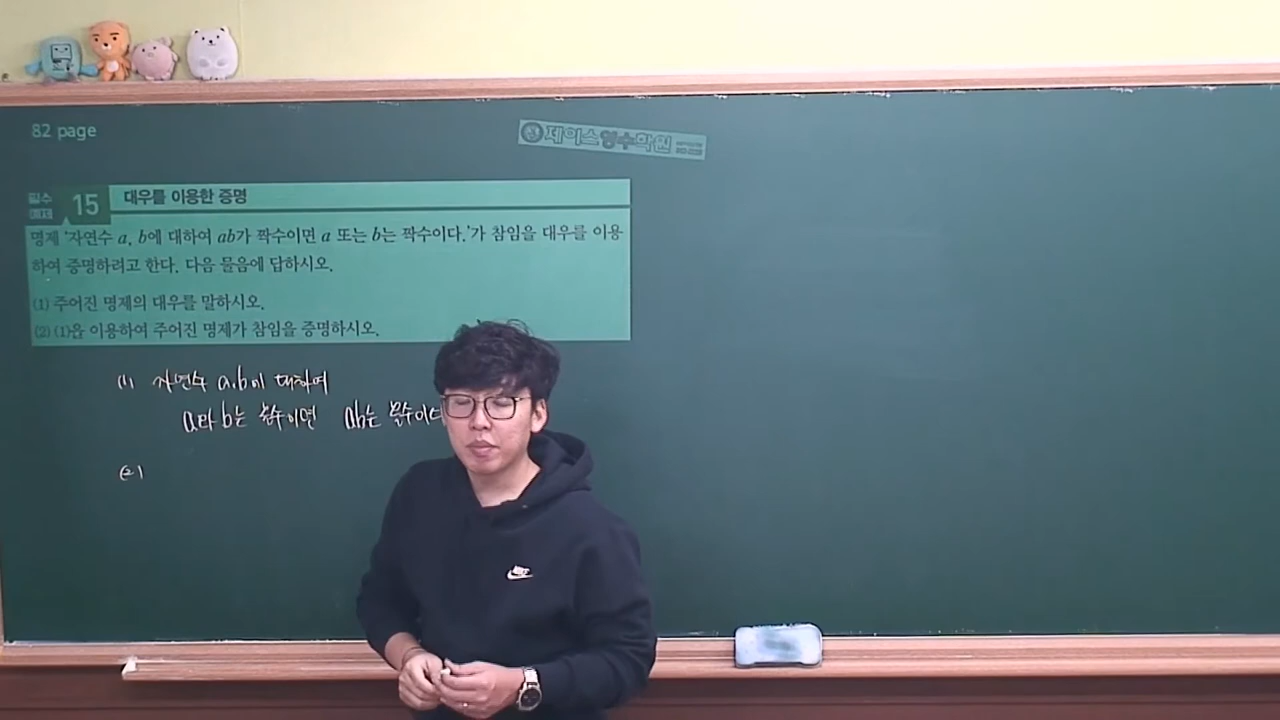 82 page
제이스영수학원
필수
예제 15 대우를 이용한 증명
명제 '자연수 a, b에 대하여 ab가 짝수이면 a 또는 b는 짝수이다.'가 참임을 대우를 이용
하여 증명하려고 한다. 다음 물음에 답하시오.
(1) 주어진 명제의 대우를 말하시오.
(2) (1)을 이용하여 주어진 명제가 참임을 증명하시오.
(1) 자연수 a, b에 대하여
a와 b는 홀수이면 ab는 홀수이다
(2)